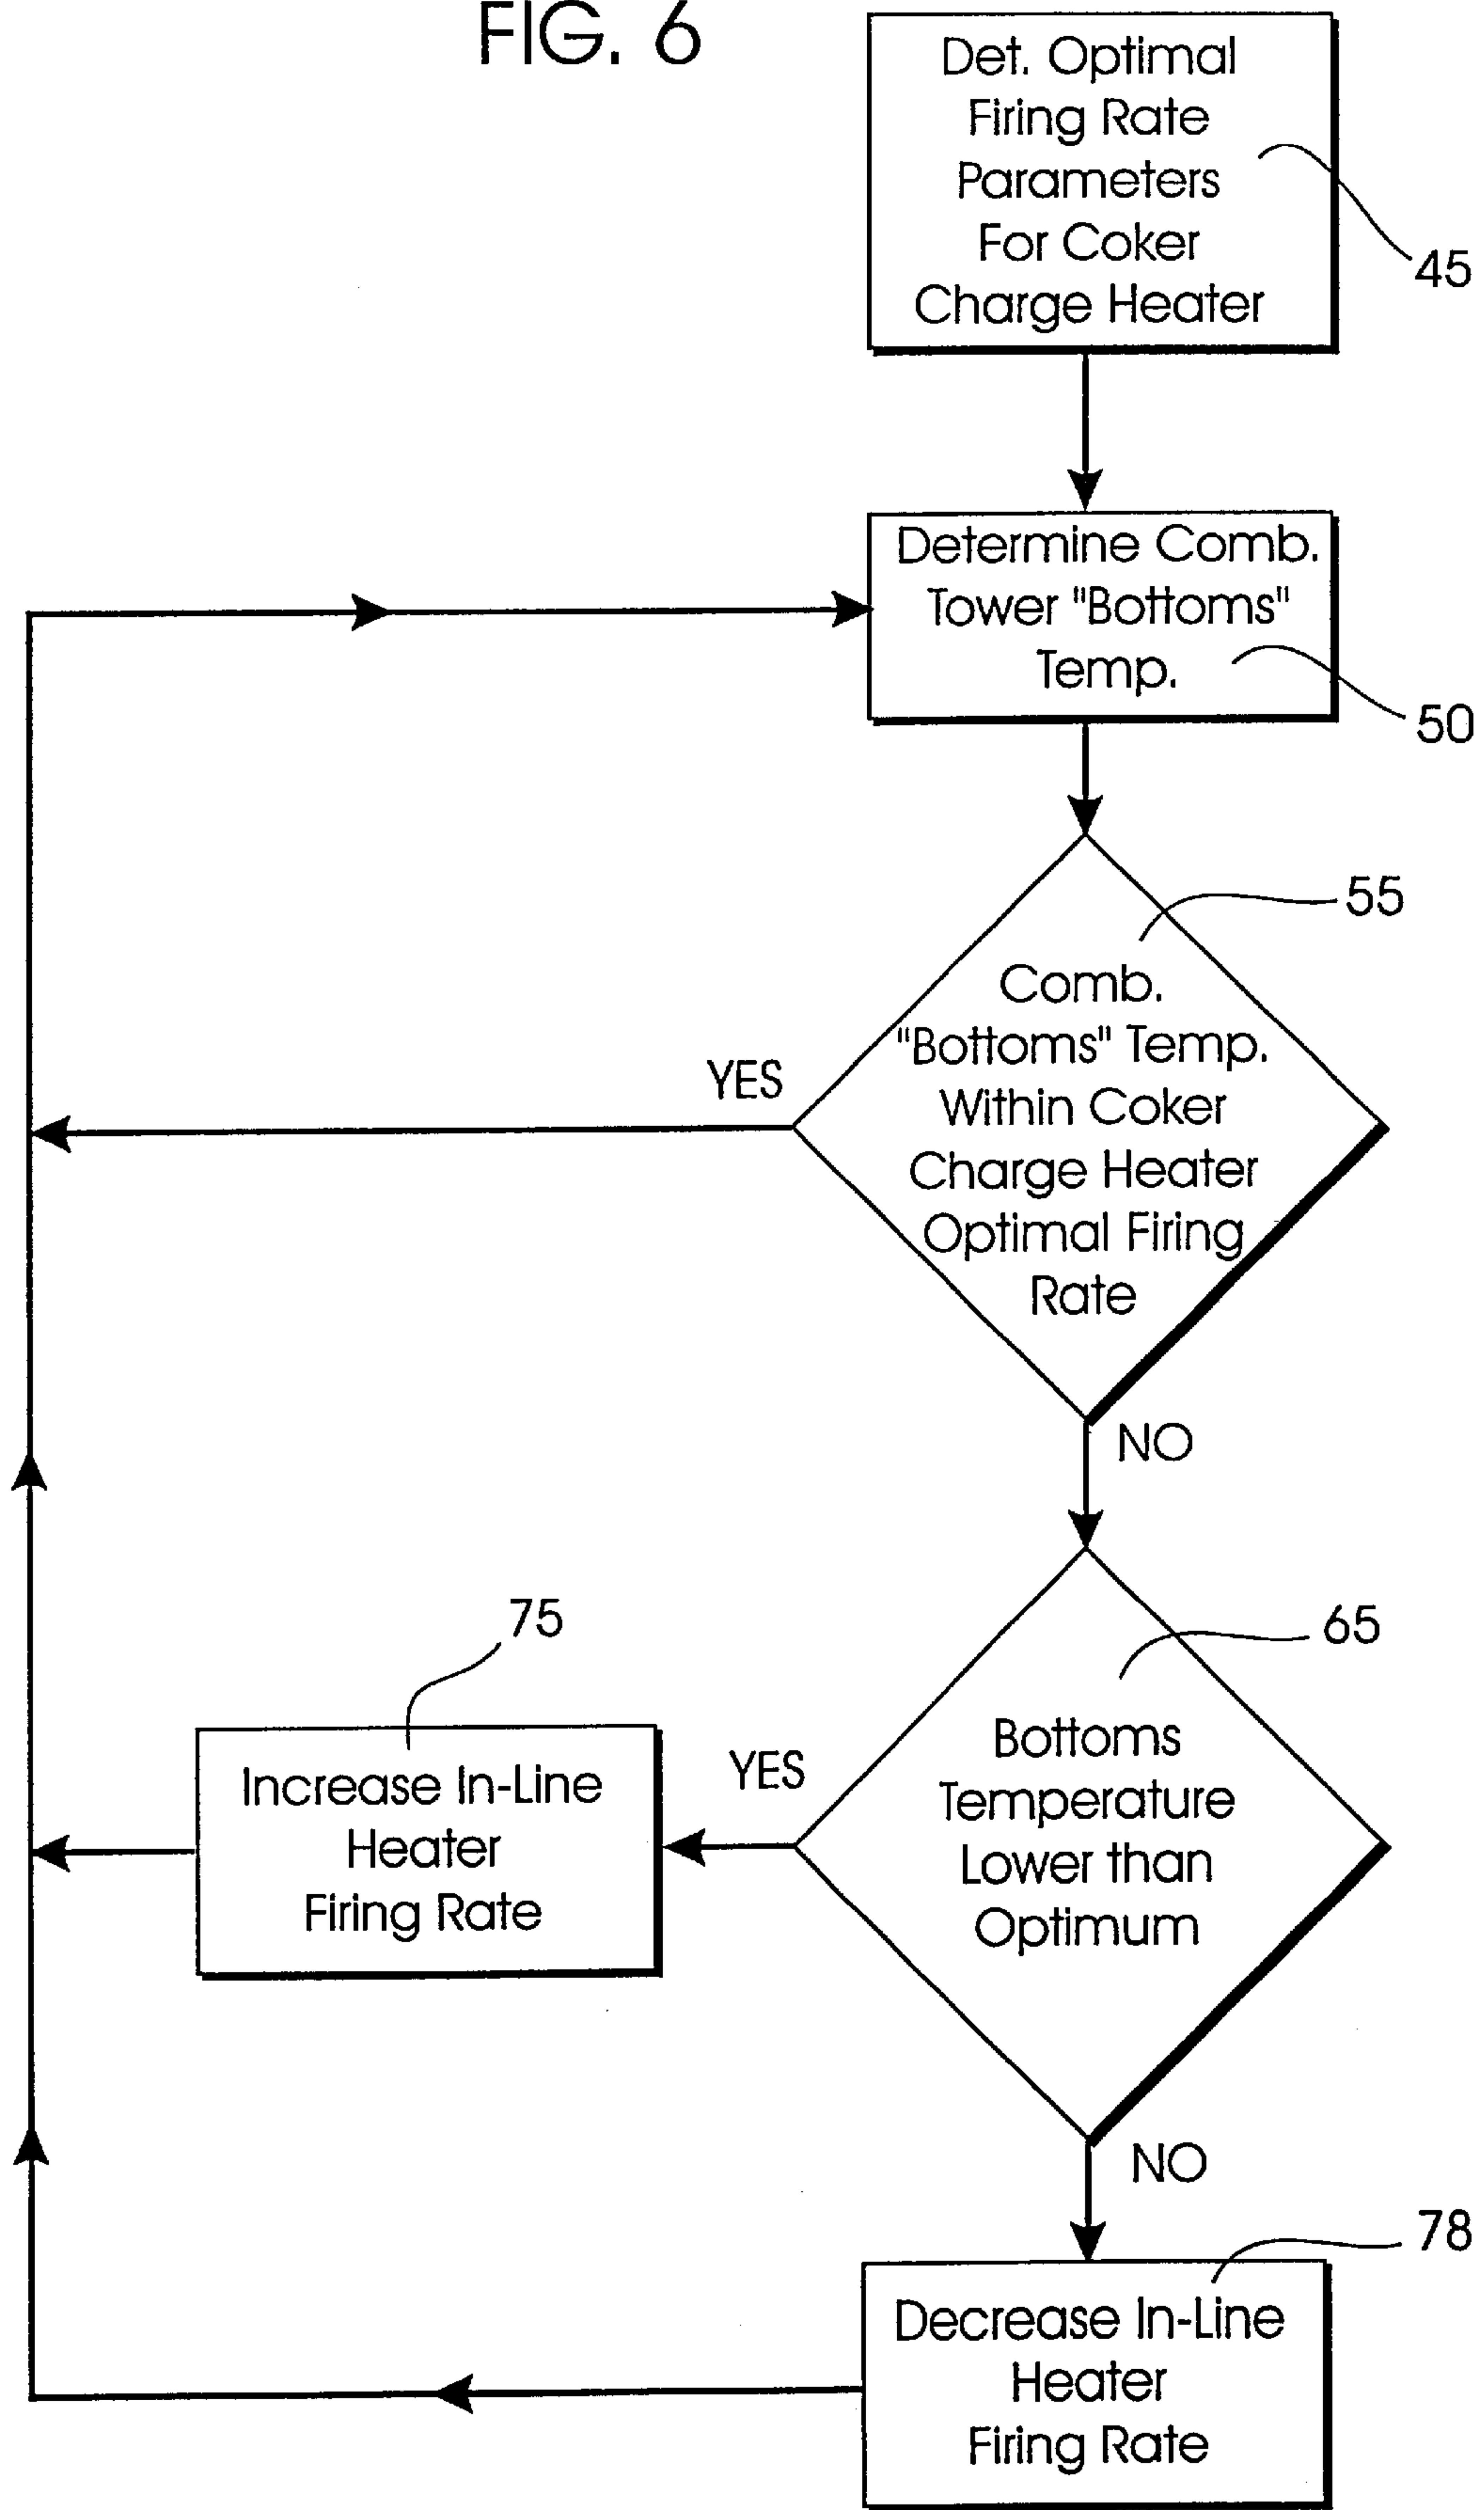 FIG. 6
Det. Optimal
Firing Rate
Parameters
For Coker
Charge Heater
45
Determine Comb.
Tower "Bottoms"
Temp.
50
55
Comb.
"Bottoms" Temp.
Within Coker
Charge Heater
Optimal Firing
Rate
YES
NO
75
65
Bottoms
Temperature
Lower than
Optimum
YES
Increase In-Line
Heater
Firing Rate
NO
78
Decrease In-Line
Heater
Firing Rate